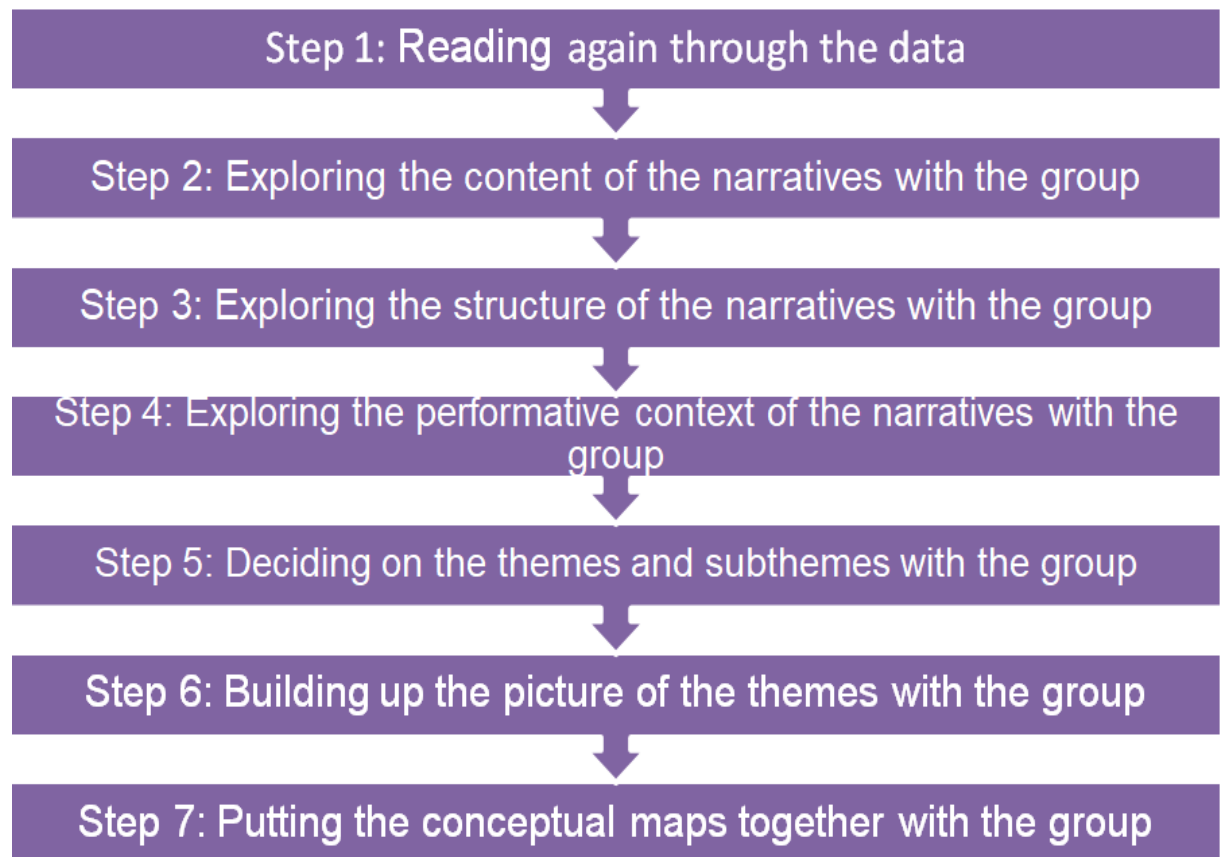 Step 1: Reading again through the data
Step 2: Exploring the content of the narratives with the group
Step 3: Exploring the structure of the narratives with the group
Step 4: Exploring the performative context of the narratives with the
group
Step 5: Deciding on the themes and subthemes with the group
Step 6: Building up the picture of the themes with the group
Step 7: Putting the conceptual maps together with the group